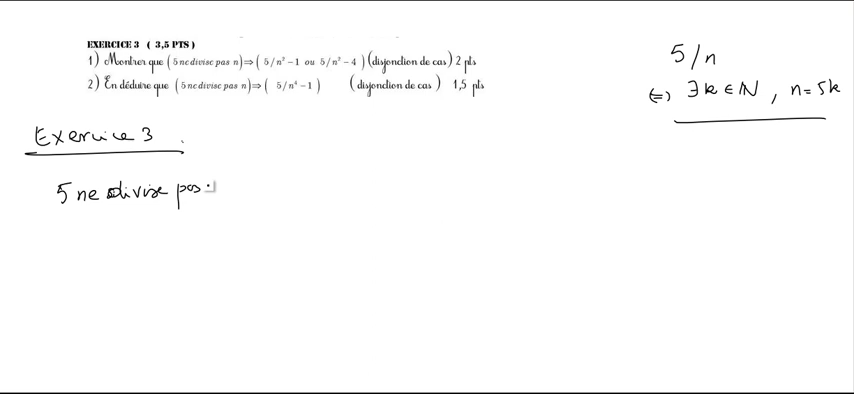 EXERCICE 3 ( 3,5 PTS )
1) Montrer que ( 5 ne divise pas n) ⇒ ( 5/n² − 1 ou 5/n² − 4 ) (disjonction de cas) 2 pts
2) En déduire que ( 5 ne divise pas n) ⇒ ( 5/n⁴ − 1 ) (disjonction de cas ) 1,5 pts
5/n
⇔ ∃ k ∈ ℕ , n = 5k
Exercice 3
5 ne divise pas